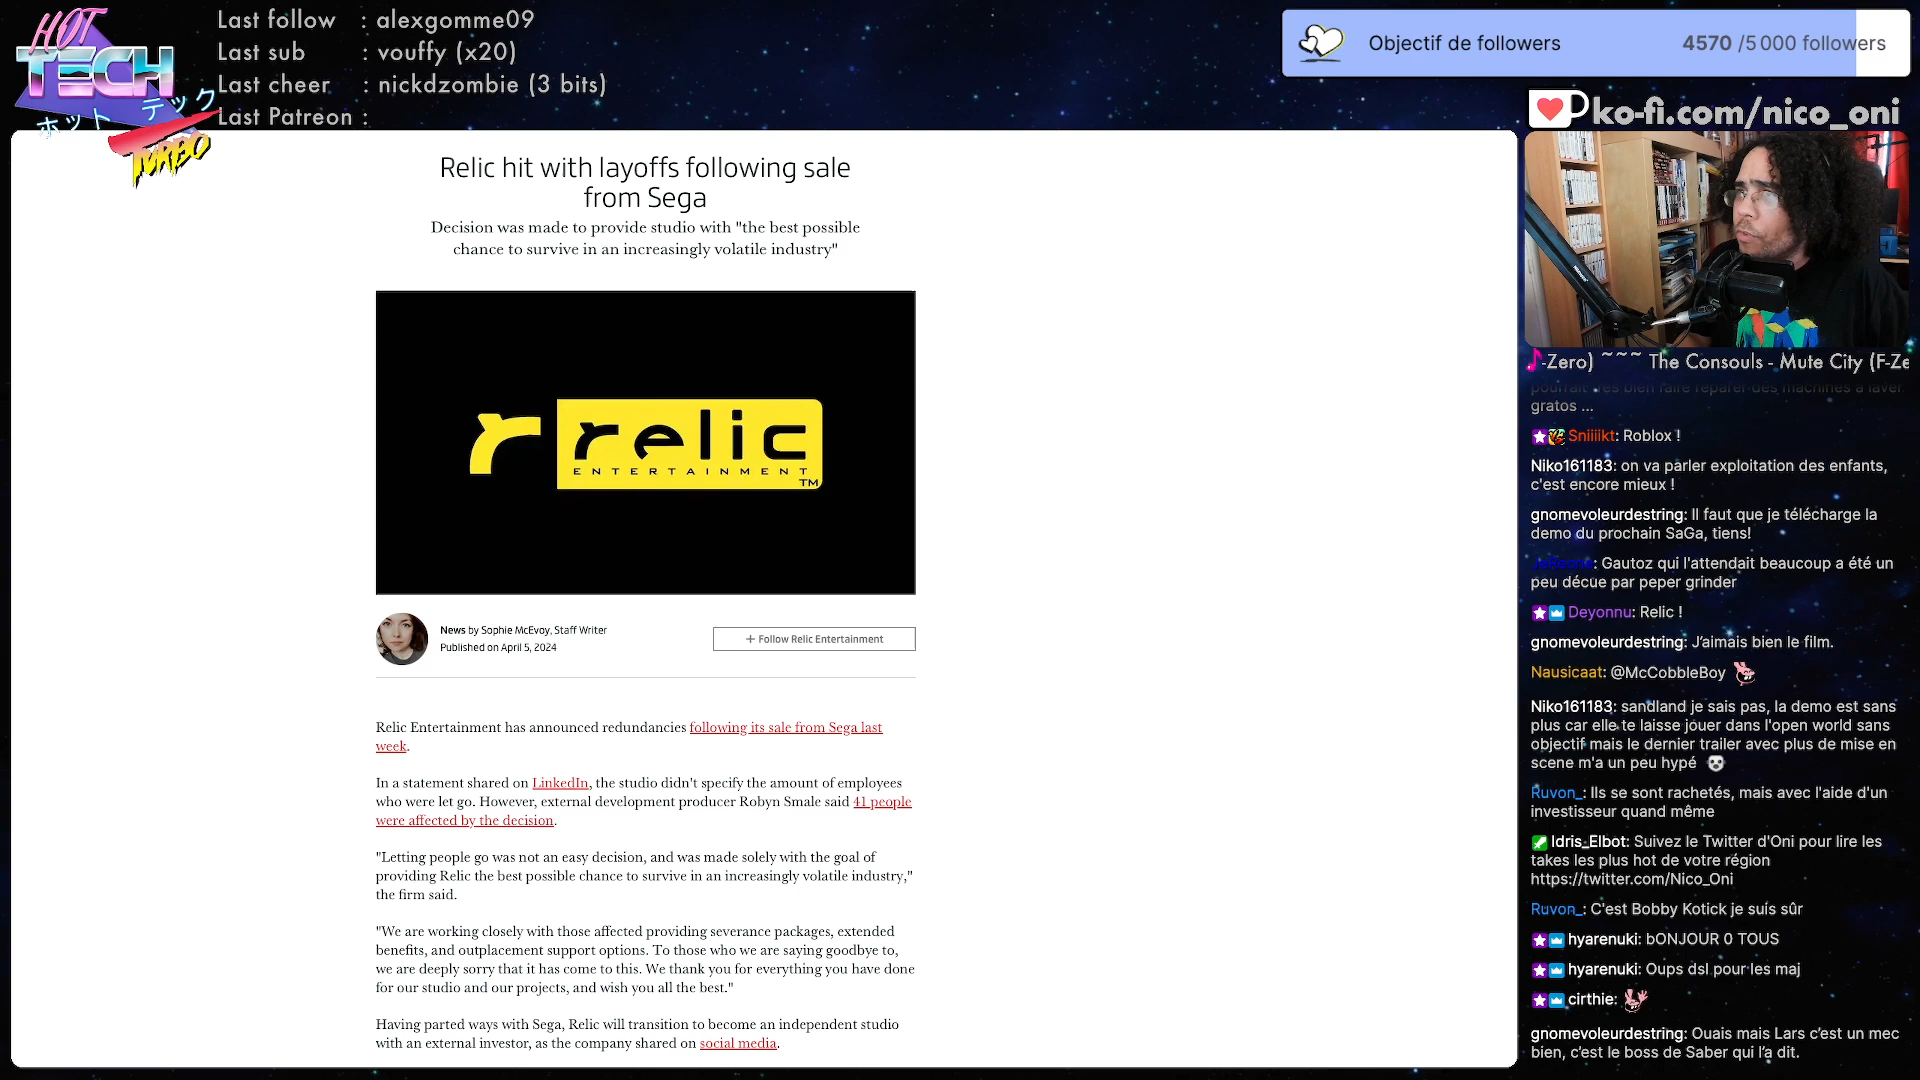 HOT
TECH
ホット テック
TURBO
Last follow : alexgomme09
Last sub : vouffy (x20)
Last cheer : nickdzombie (3 bits)
Last Patreon :
Objectif de followers 4570 /5 000 followers
ko-fi.com/nico_oni
Relic hit with layoffs following sale
from Sega
Decision was made to provide studio with "the best possible
chance to survive in an increasingly volatile industry"
r relic
ENTERTAINMENT
TM
News by Sophie McEvoy, Staff Writer
Published on April 5, 2024
+ Follow Relic Entertainment
Relic Entertainment has announced redundancies following its sale from Sega last
week.
In a statement shared on LinkedIn, the studio didn't specify the amount of employees
who were let go. However, external development producer Robyn Smale said 41 people
were affected by the decision.
"Letting people go was not an easy decision, and was made solely with the goal of
providing Relic the best possible chance to survive in an increasingly volatile industry,"
the firm said.
"We are working closely with those affected providing severance packages, extended
benefits, and outplacement support options. To those who we are saying goodbye to,
we are deeply sorry that it has come to this. We thank you for everything you have done
for our studio and our projects, and wish you all the best."
Having parted ways with Sega, Relic will transition to become an independent studio
with an external investor, as the company shared on social media.
-Zero) ~~~ The Consouls - Mute City (F-Ze
pourrait très bien faire réparer des machines à laver
gratos ...
Sniiiikt: Roblox !
Niko161183: on va parler exploitation des enfants,
c'est encore mieux !
gnomevoleurdestring: Il faut que je télécharge la
demo du prochain SaGa, tiens!
: Gautoz qui l'attendait beaucoup a été un
peu décue par peper grinder
Deyonnu: Relic !
gnomevoleurdestring: J'aimais bien le film.
Nausicaat: @McCobbleBoy
Niko161183: sandland je sais pas, la demo est sans
plus car elle te laisse jouer dans l'open world sans
objectif mais le dernier trailer avec plus de mise en
scene m'a un peu hypé
Ruvon_: Ils se sont rachetés, mais avec l'aide d'un
investisseur quand même
Idris_Elbot: Suivez le Twitter d'Oni pour lire les
takes les plus hot de votre région
https://twitter.com/Nico_Oni
Ruvon_: C'est Bobby Kotick je suis sûr
hyarenuki: bONJOUR 0 TOUS
hyarenuki: Oups dsl pour les maj
cirthie:
gnomevoleurdestring: Ouais mais Lars c'est un mec
bien, c'est le boss de Saber qui l'a dit.